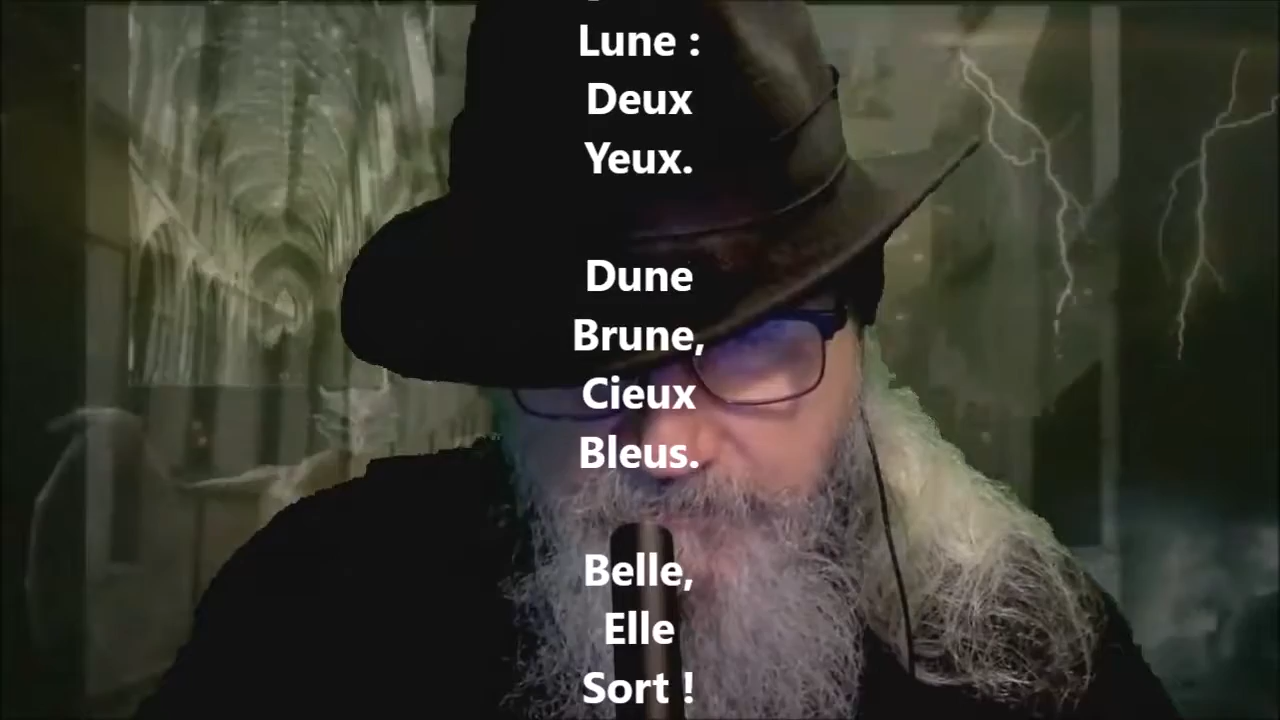 Lune :
Deux
Yeux.
Dune
Brune,
Cieux
Bleus.
Belle,
Elle
Sort !